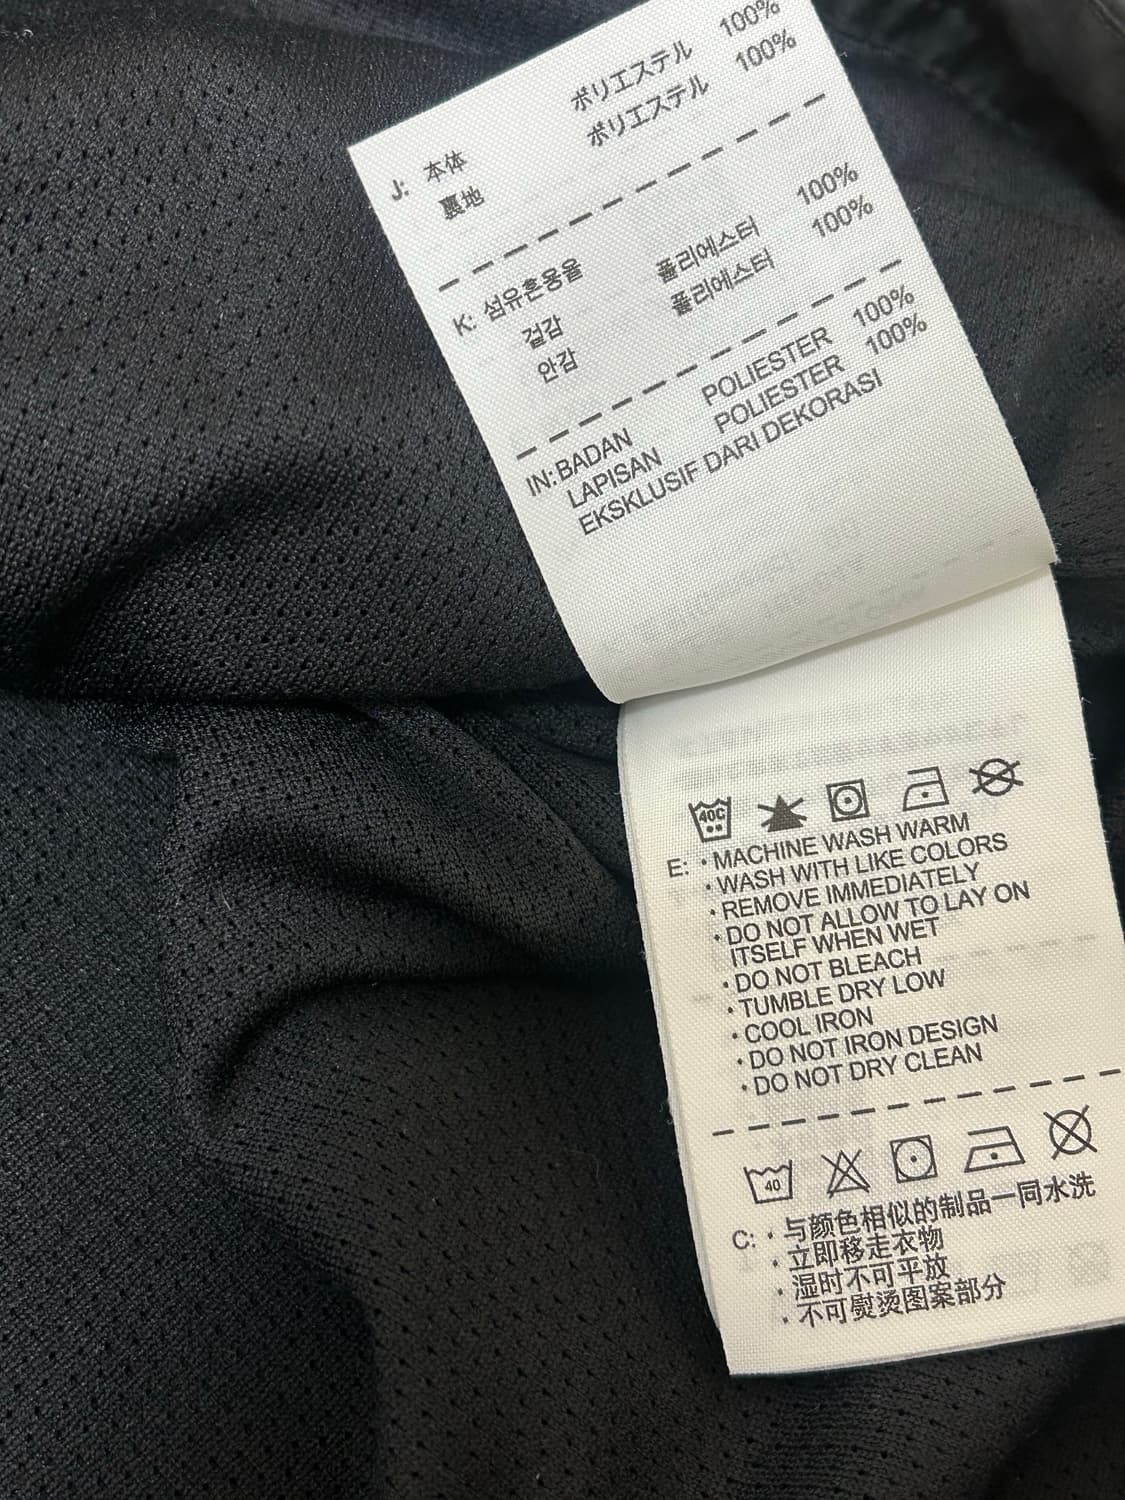 ポリエステル 100%
ポリエステル 100%
J: 本体
裏地
K: 섬유혼용율
겉감 폴리에스터 100%
안감 폴리에스터 100%
IN: BADAN POLIESTER 100%
LAPISAN POLIESTER 100%
EKSKLUSIF DARI DEKORASI
40C
E: · MACHINE WASH WARM
· WASH WITH LIKE COLORS
· REMOVE IMMEDIATELY
· DO NOT ALLOW TO LAY ON
ITSELF WHEN WET
· DO NOT BLEACH
· TUMBLE DRY LOW
· COOL IRON
· DO NOT IRON DESIGN
· DO NOT DRY CLEAN
40
C: · 与颜色相似的制品一同水洗
· 立即移走衣物
· 湿时不可平放
· 不可熨烫图案部分